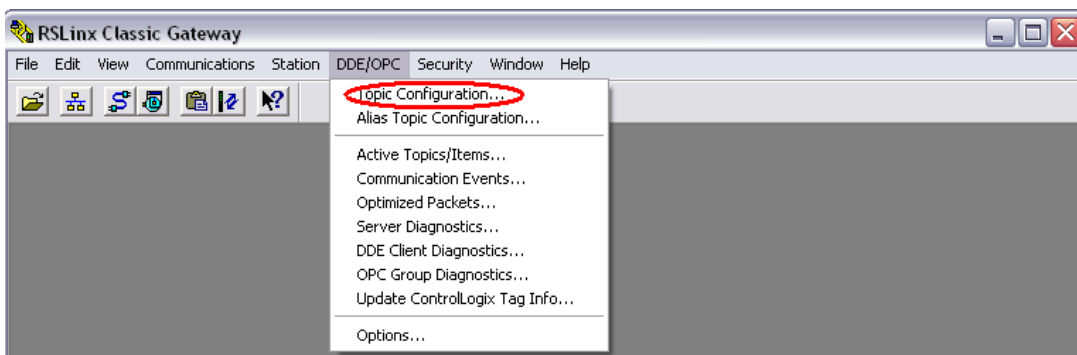 RSLinx Classic Gateway
File Edit View Communications Station DDE/OPC Security Window Help
Topic Configuration...
Alias Topic Configuration...
Active Topics/Items...
Communication Events...
Optimized Packets...
Server Diagnostics...
DDE Client Diagnostics...
OPC Group Diagnostics...
Update ControlLogix Tag Info...
Options...